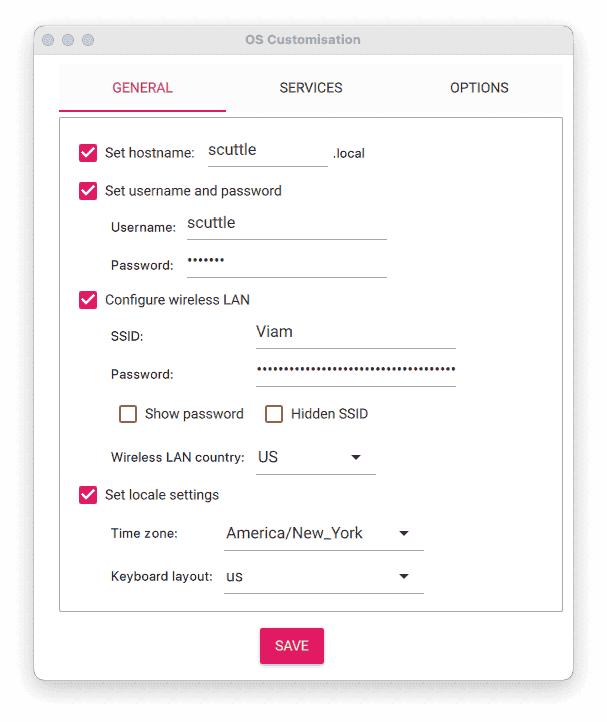 OS Customisation
GENERAL SERVICES OPTIONS
Set hostname: scuttle .local
Set username and password
Username: scuttle
Password: •••••••
Configure wireless LAN
SSID: Viam
Password: •••••••••••••••••••••••••••••••••••••
Show password Hidden SSID
Wireless LAN country: US
Set locale settings
Time zone: America/New_York
Keyboard layout: us
SAVE